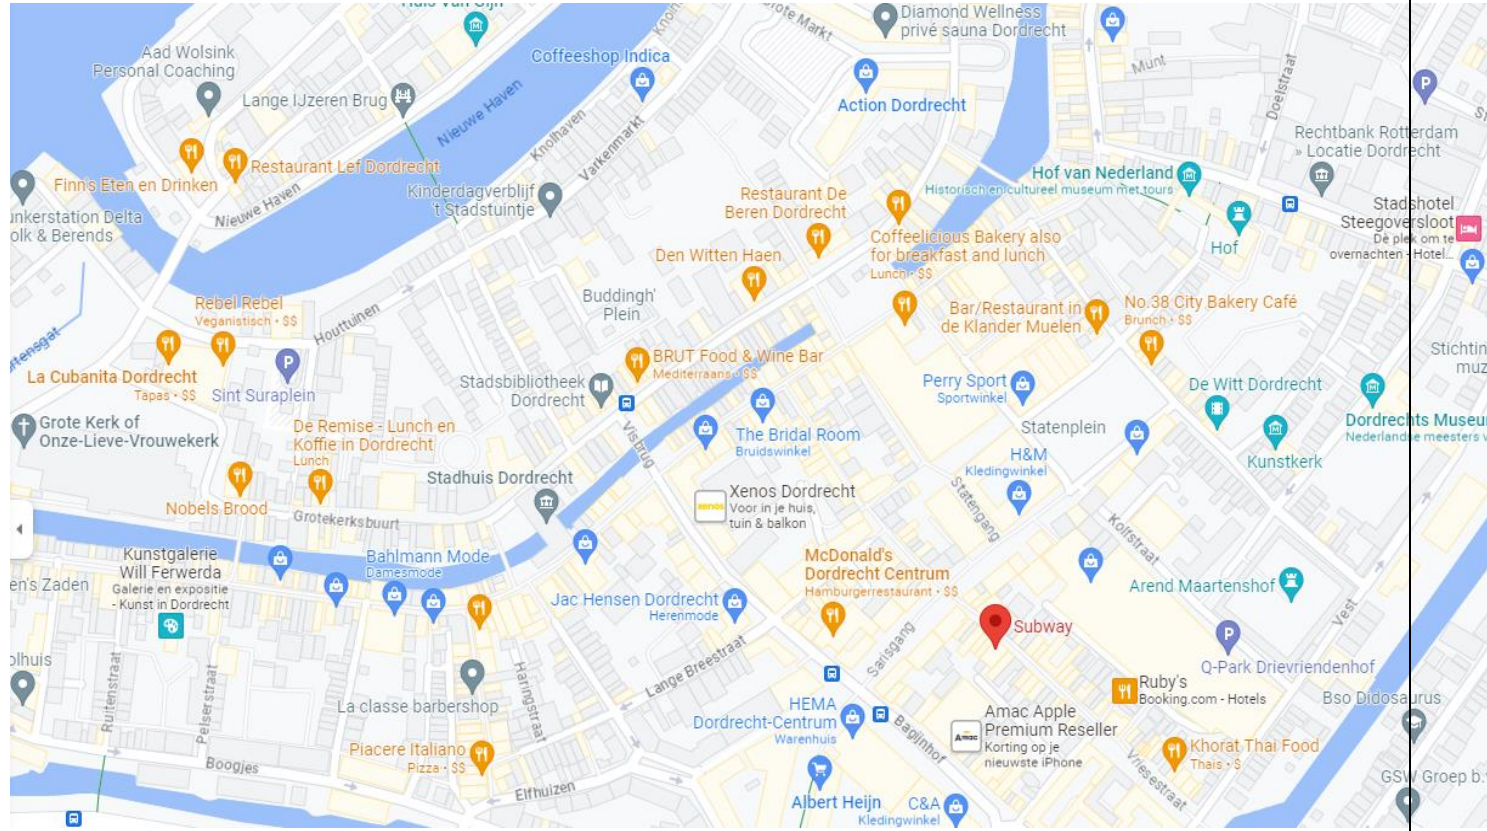 Diamond Wellness
privé sauna Dordrecht
Aad Wolsink
Personal Coaching
Coffeeshop Indica
Munt
Lange IJzeren Brug
Nieuwe Haven
Knolhaven
Varkenmarkt
Action Dordrecht
Doelstraat
Rechtbank Rotterdam
» Locatie Dordrecht
Finn's Eten en Drinken
Restaurant Lef Dordrecht
Nieuwe Haven
Kinderdagverblijf
't Stadstuintje
Restaurant De
Beren Dordrecht
Hof van Nederland
Historisch en cultureel museum met tours
Stadshotel
Steegoversloot
De plek om te
overnachten - Hotel...
Hof
Coffeelicious Bakery also
for breakfast and lunch
Lunch • $$
Den Witten Haen
Buddingh'
Plein
Rebel Rebel
Veganistisch • $$
Houttuinen
Bar/Restaurant in
de Klander Muelen
No.38 City Bakery Café
Brunch • $$
La Cubanita Dordrecht
Tapas • $$
P
Sint Suraplein
BRUT Food & Wine Bar
Mediterraans • $$
Stadsbibliotheek
Dordrecht
Perry Sport
Sportwinkel
De Witt Dordrecht
Grote Kerk of
Onze-Lieve-Vrouwekerk
De Remise - Lunch en
Koffie in Dordrecht
Lunch
Visbrug
The Bridal Room
Bruidswinkel
Statenplein
Kunstkerk
H&M
Kledingwinkel
Nobels Brood
Stadhuis Dordrecht
Grotekerksbuurt
xenos
Xenos Dordrecht
Voor in je huis,
tuin & balkon
Statengang
Kolfstraat
Kunstgalerie
Will Ferwerda
Galerie en expositie
- Kunst in Dordrecht
Bahlmann Mode
Damesmode
Jac Hensen Dordrecht
Herenmode
McDonald's
Dordrecht Centrum
Hamburgerrestaurant • $$
Arend Maartenshof
Vest
Subway
P
Q-Park Drievriendenhof
Sarisgang
Lange Breestraat
Ruitenstraat
Pelserstraat
La classe barbershop
Haringstraat
Ruby's
Booking.com - Hotels
Bso Didosaurus
HEMA
Dordrecht-Centrum
Warenhuis
Bagijnhof
Amac
Amac Apple
Premium Reseller
Korting op je
nieuwste iPhone
Khorat Thai Food
Thais • $
Piacere Italiano
Pizza • $$
Boogjes
Elfhuizen
Vriesestraat
Albert Heijn
C&A
Kledingwinkel
GSW Groep b.
P